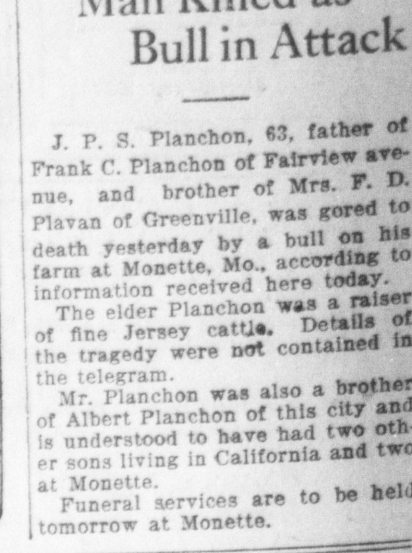 Man Killed as
Bull in Attack
J. P. S. Planchon, 63, father of
Frank C. Planchon of Fairview ave-
nue, and brother of Mrs. F. D.
Plavan of Greenville, was gored to
death yesterday by a bull on his
farm at Monette, Mo., according to
information received here today.
The elder Planchon was a raiser
of fine Jersey cattle. Details of
the tragedy were not contained in
the telegram.
Mr. Planchon was also a brother
of Albert Planchon of this city and
is understood to have had two oth-
er sons living in California and two
at Monette.
Funeral services are to be held
tomorrow at Monette.